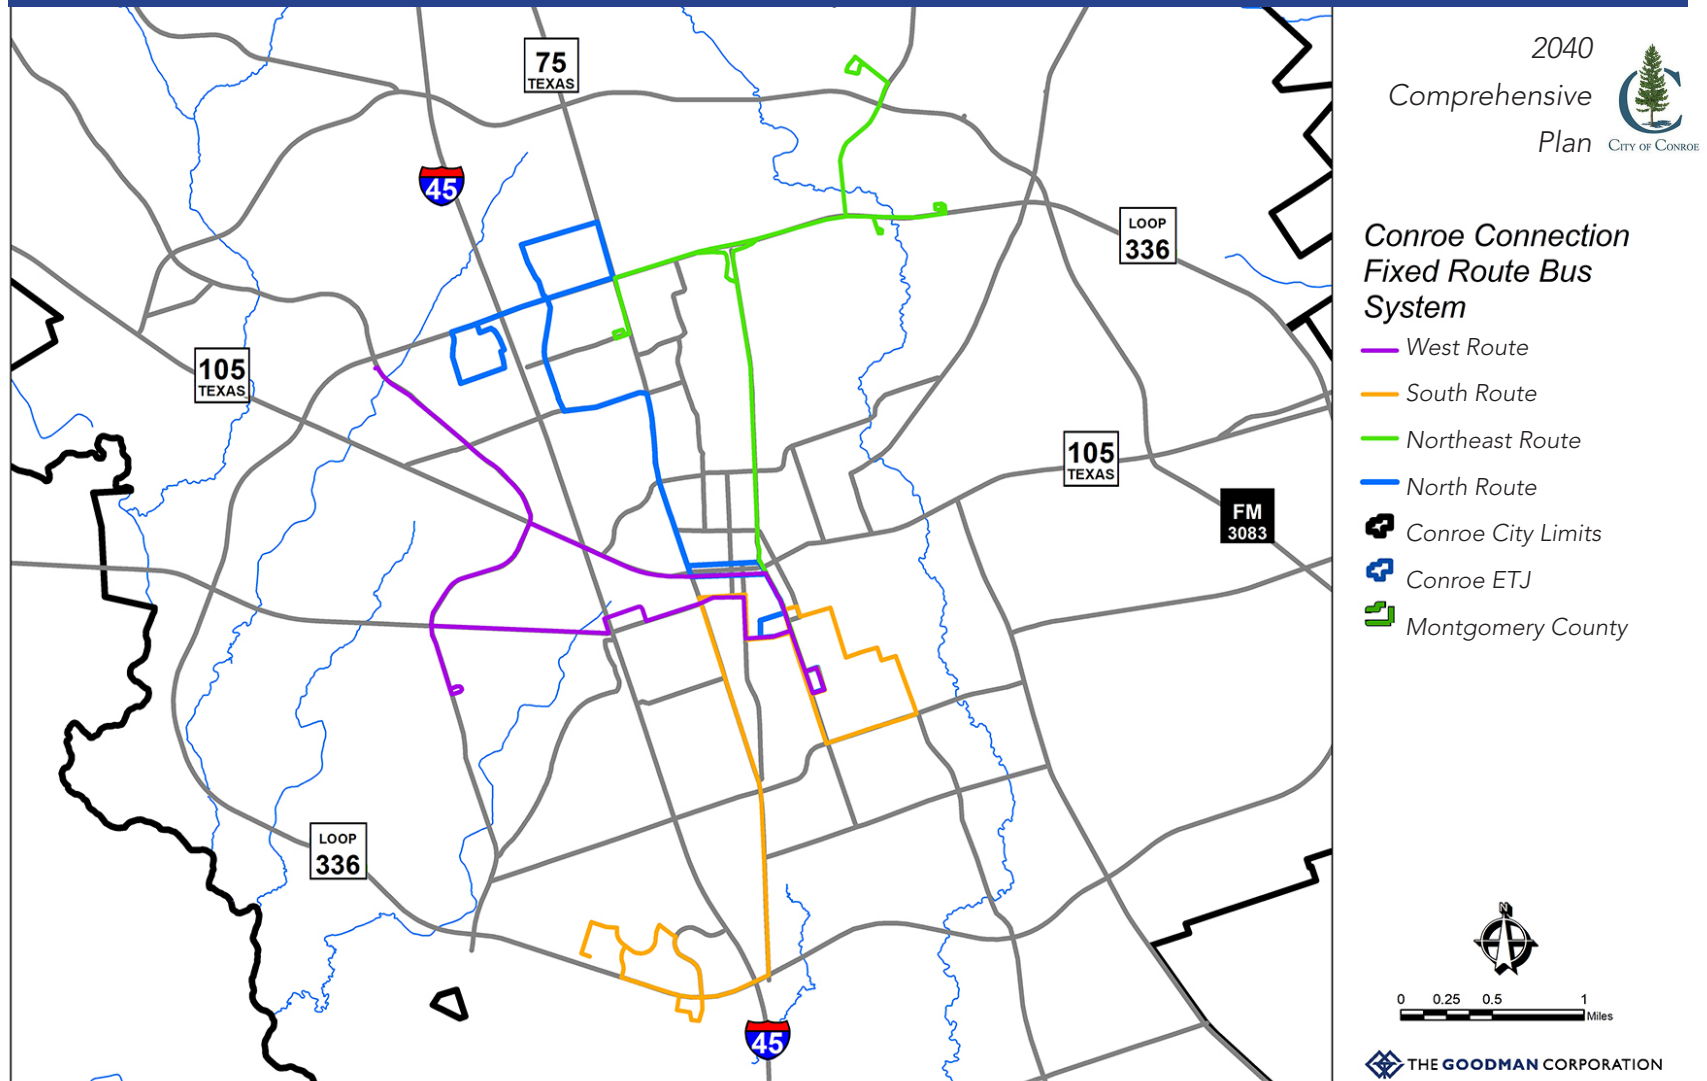 2040
Comprehensive
Plan
CITY OF CONROE
Conroe Connection
Fixed Route Bus
System
West Route
South Route
Northeast Route
North Route
Conroe City Limits
Conroe ETJ
Montgomery County
75
TEXAS
45
LOOP
336
105
TEXAS
105
TEXAS
FM
3083
LOOP
336
45
N
0 0.25 0.5 1
Miles
THE GOODMAN CORPORATION